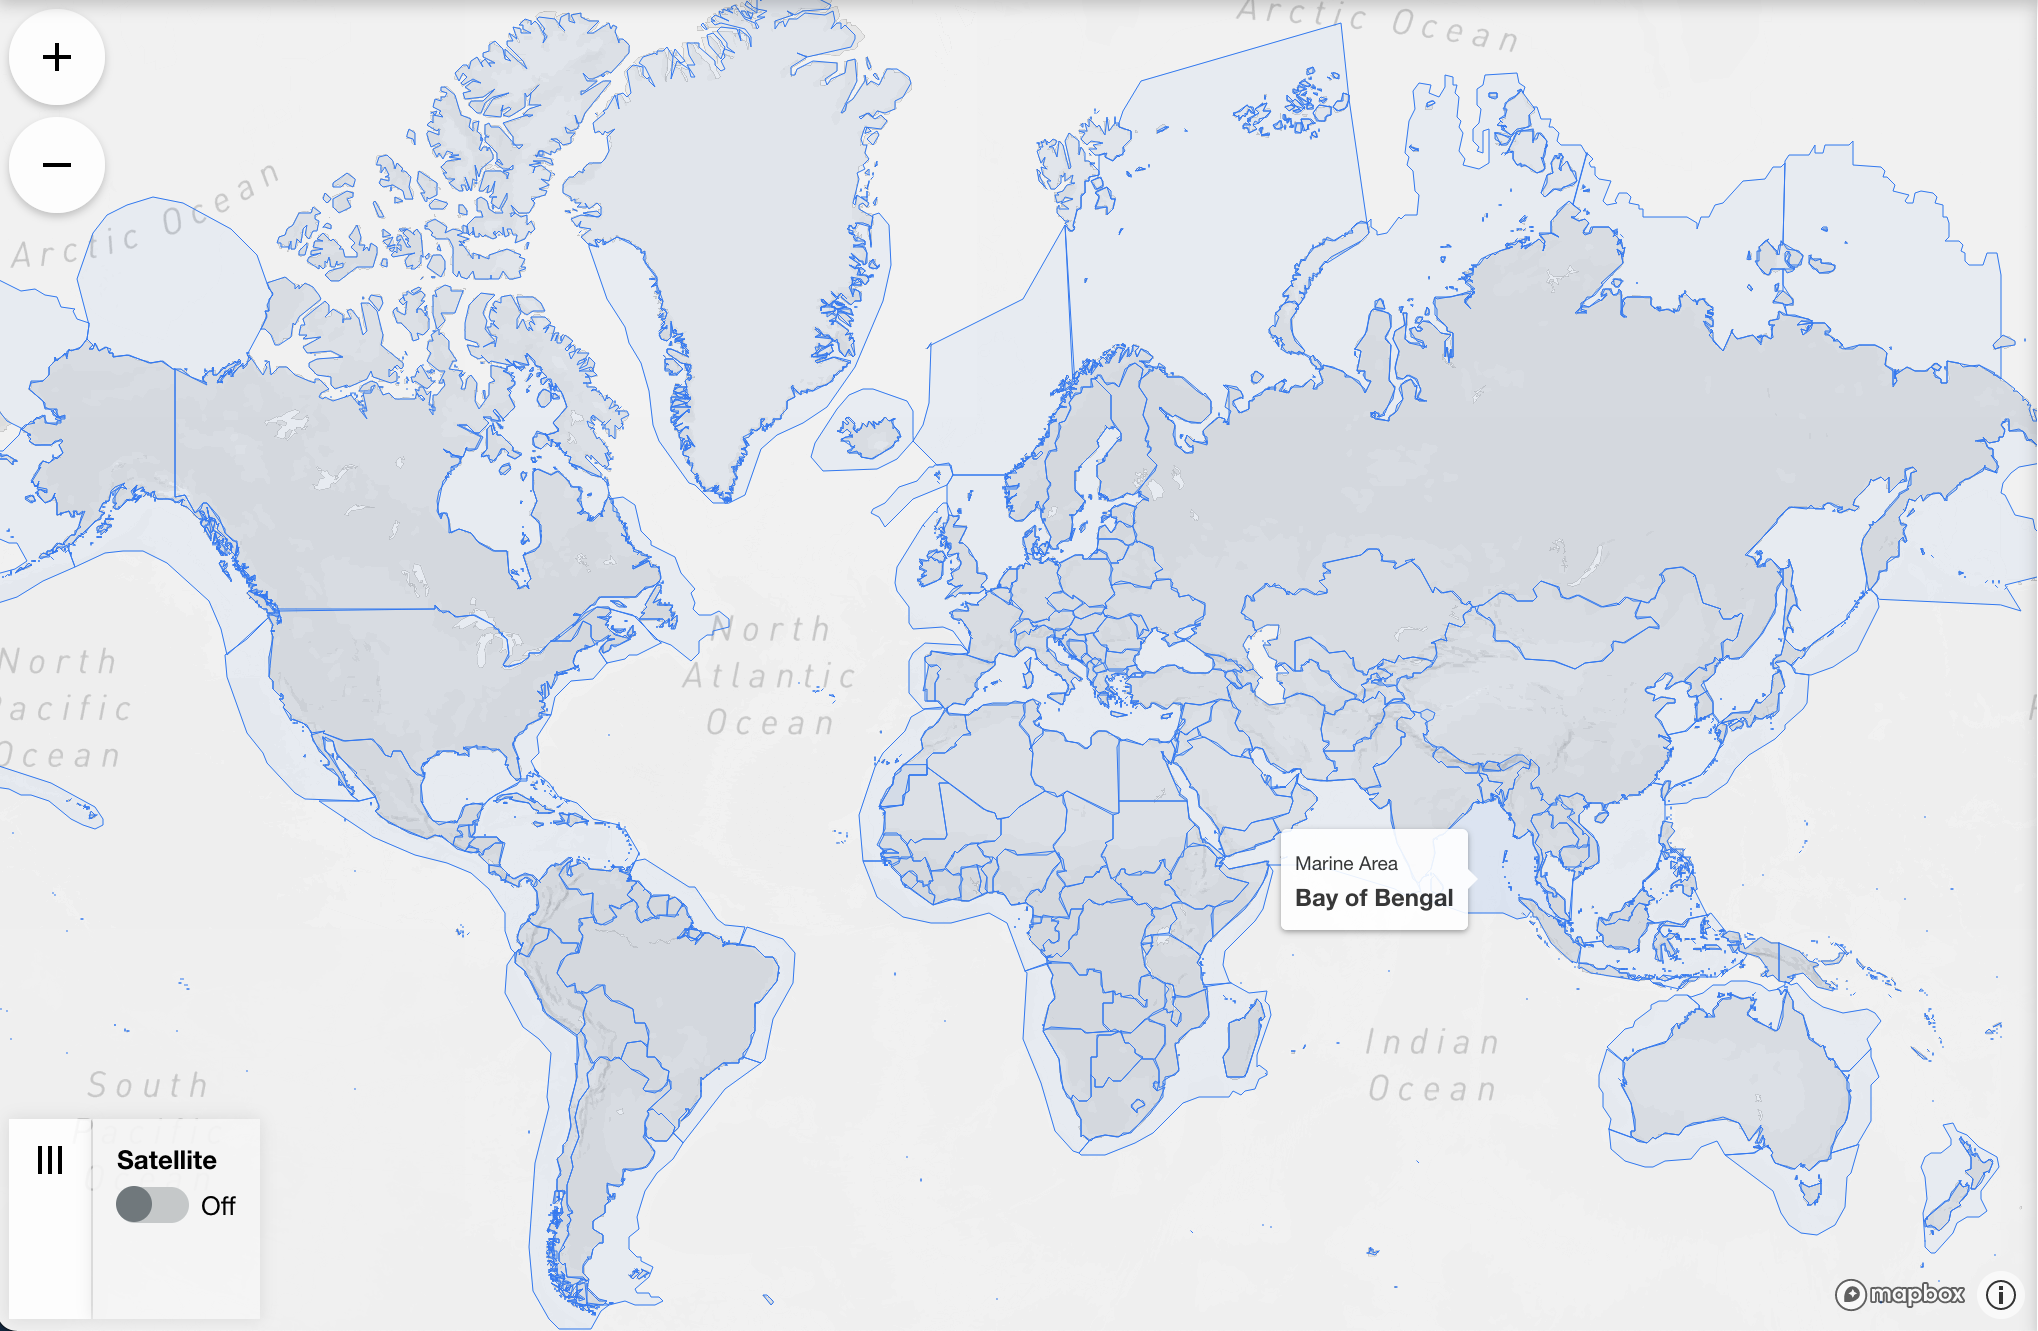 Arctic Ocean
Arctic Ocean
North
Pacific
Ocean
North
Atlantic
Ocean
Marine Area
Bay of Bengal
Indian
Ocean
South
Pacific
Satellite
Off
mapbox